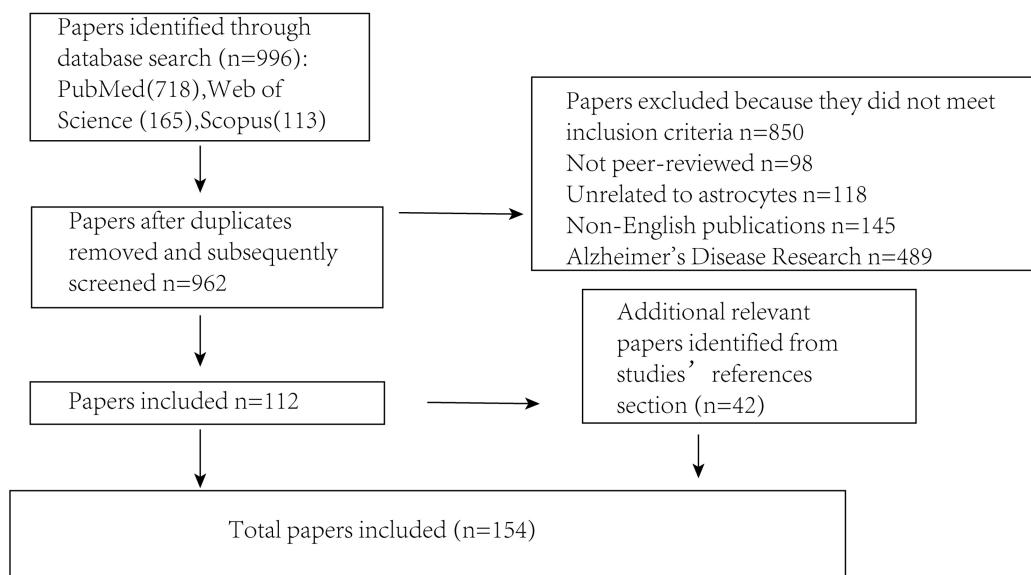 Papers identified through
database search (n=996):
PubMed(718),Web of
Science (165),Scopus(113)
Papers excluded because they did not meet
inclusion criteria n=850
Not peer-reviewed n=98
Unrelated to astrocytes n=118
Non-English publications n=145
Alzheimer’s Disease Research n=489
Papers after duplicates
removed and subsequently
screened n=962
Additional relevant
papers identified from
studies’ references
section (n=42)
Papers included n=112
Total papers included (n=154)